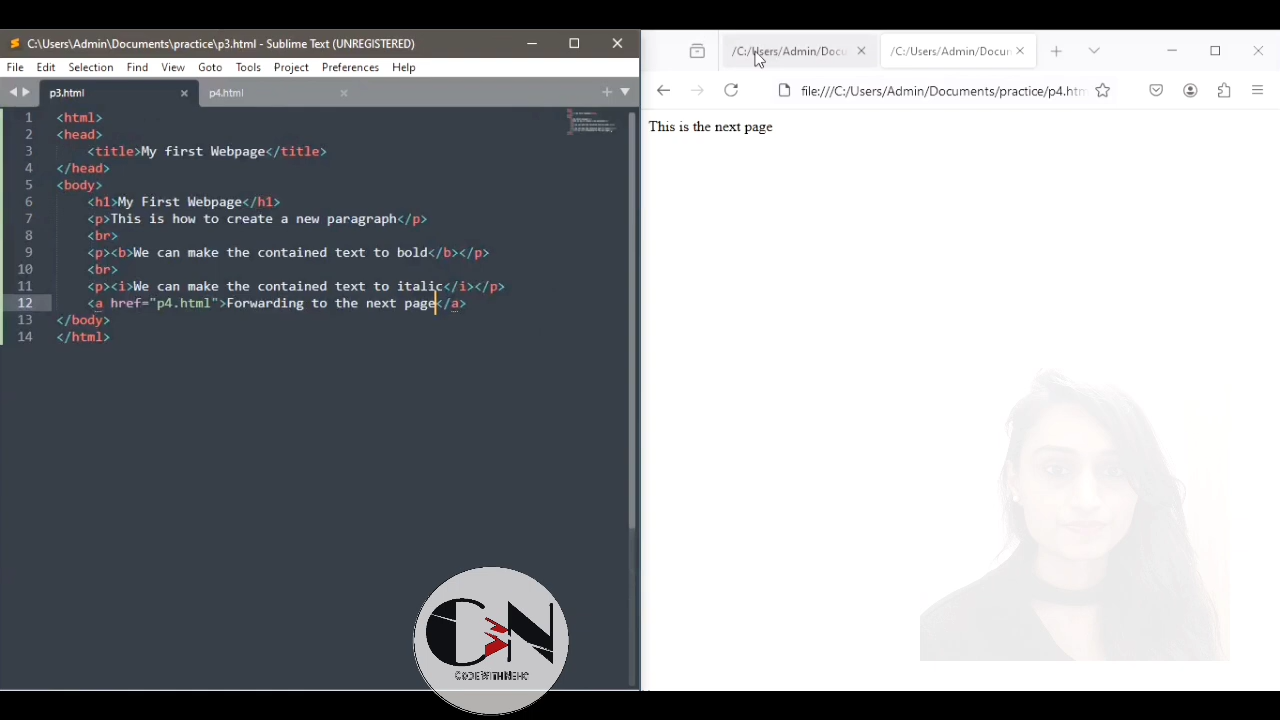 C:\Users\Admin\Documents\practice\p3.html - Sublime Text (UNREGISTERED)
File Edit Selection Find View Goto Tools Project Preferences Help
p3.html
p4.html
1 <html>
2 <head>
3 <title>My first Webpage</title>
4 </head>
5 <body>
6 <h1>My First Webpage</h1>
7 <p>This is how to create a new paragraph</p>
8 <br>
9 <p><b>We can make the contained text to bold</b></p>
10 <br>
11 <p><i>We can make the contained text to italic</i></p>
12 <a href="p4.html">Forwarding to the next page</a>
13 </body>
14 </html>
/C:/Users/Admin/Docu
/C:/Users/Admin/Docum
file:///C:/Users/Admin/Documents/practice/p4.htm
This is the next page
CN
CODEWITHNEHC